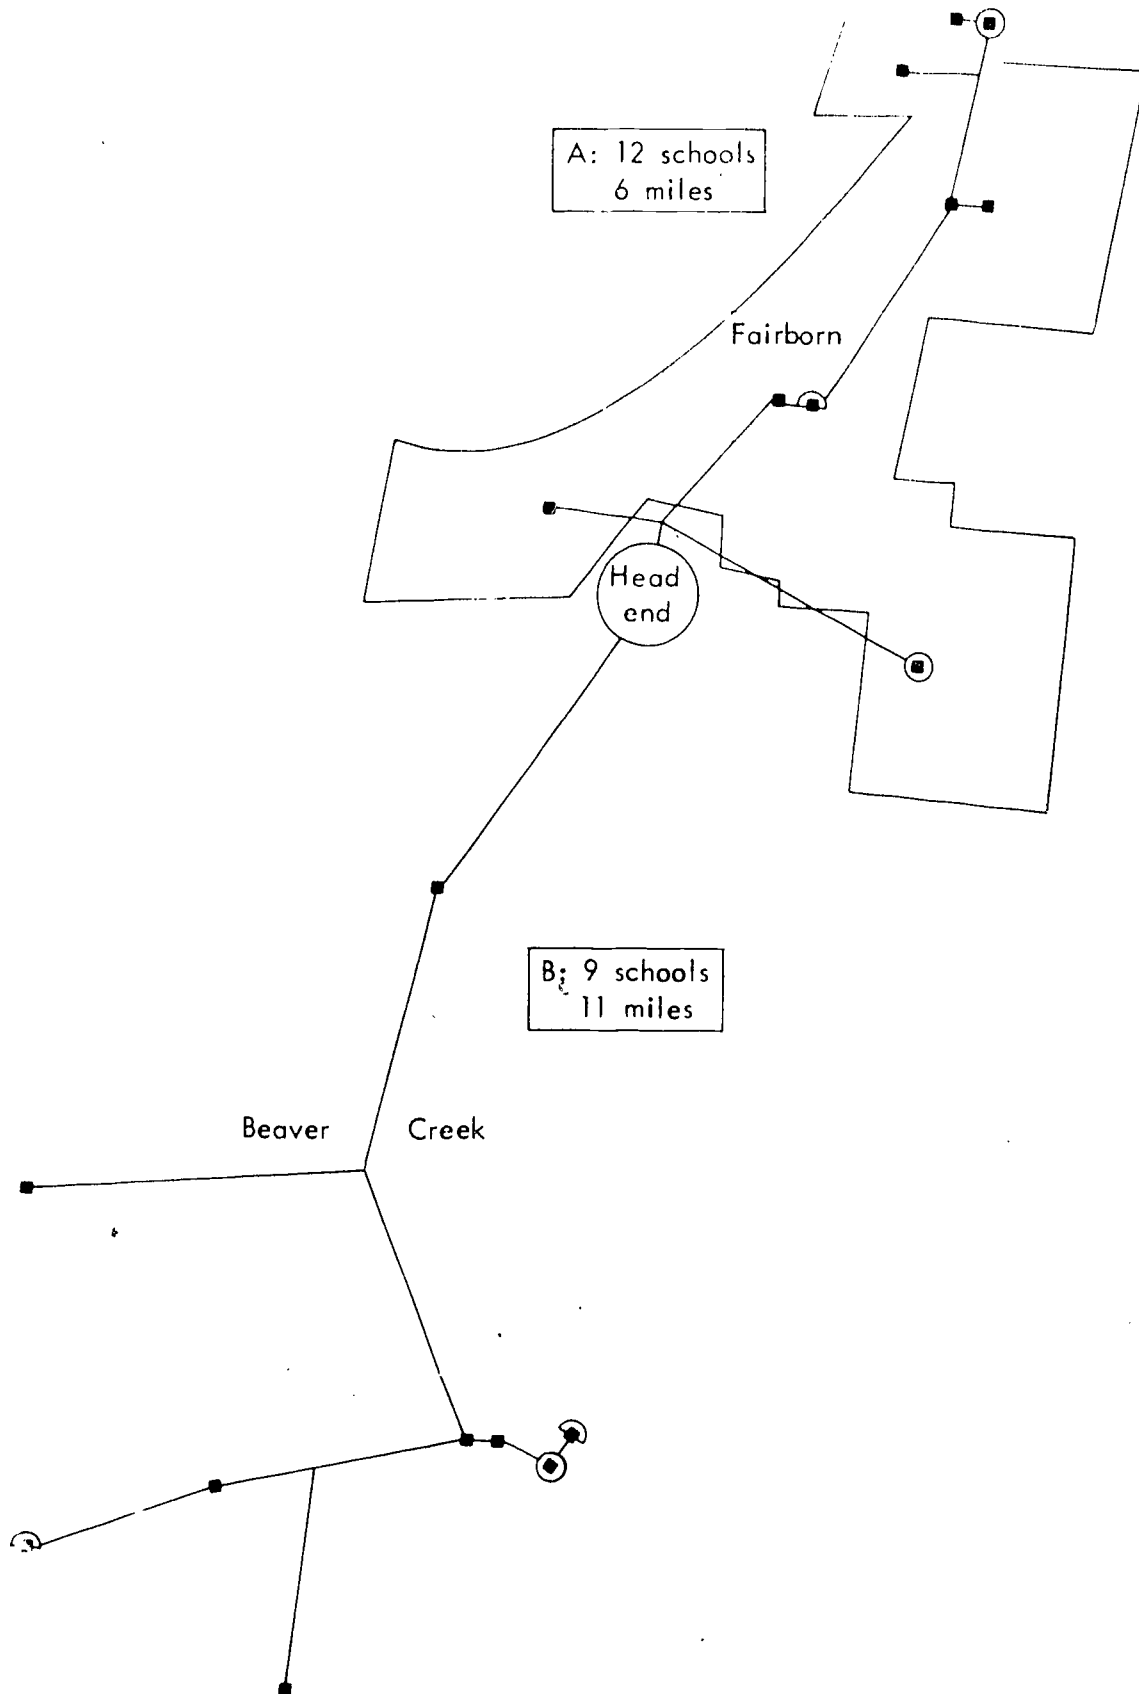 A: 12 schools
6 miles
Fairborn
Head
end
B: 9 schools
11 miles
Beaver Creek